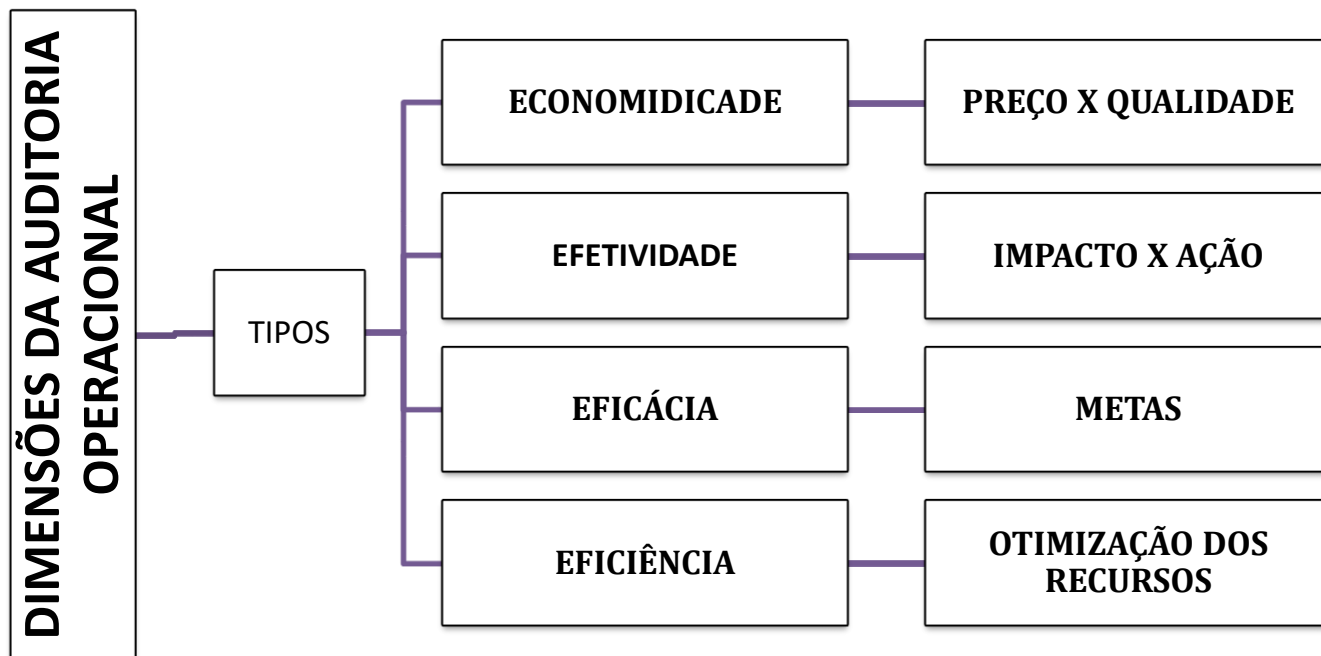 DIMENSÕES DA AUDITORIA
OPERACIONAL
TIPOS
ECONOMIDICADE
PREÇO X QUALIDADE
EFETIVIDADE
IMPACTO X AÇÃO
EFICÁCIA
METAS
EFICIÊNCIA
OTIMIZAÇÃO DOS
RECURSOS